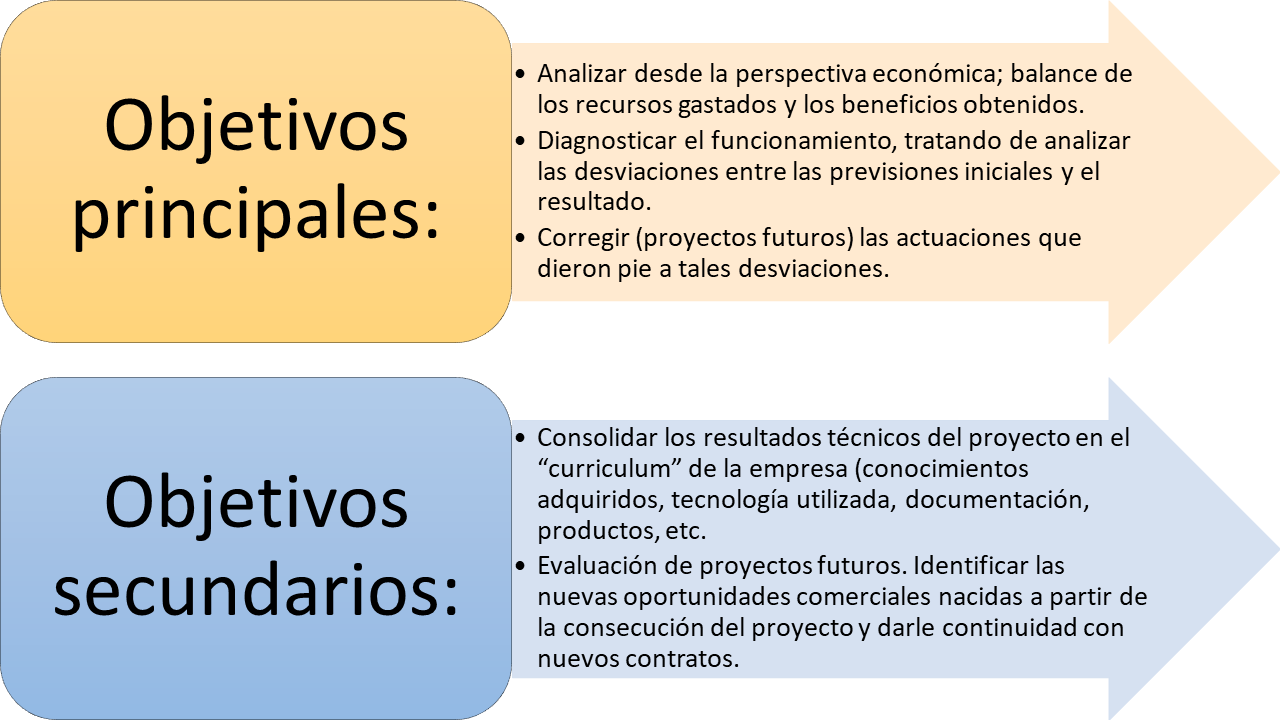 Objetivos
principales:
• Analizar desde la perspectiva económica; balance de
los recursos gastados y los beneficios obtenidos.
• Diagnosticar el funcionamiento, tratando de analizar
las desviaciones entre las previsiones iniciales y el
resultado.
• Corregir (proyectos futuros) las actuaciones que
dieron pie a tales desviaciones.
Objetivos
secundarios:
• Consolidar los resultados técnicos del proyecto en el
“curriculum” de la empresa (conocimientos
adquiridos, tecnología utilizada, documentación,
productos, etc.
• Evaluación de proyectos futuros. Identificar las
nuevas oportunidades comerciales nacidas a partir de
la consecución del proyecto y darle continuidad con
nuevos contratos.